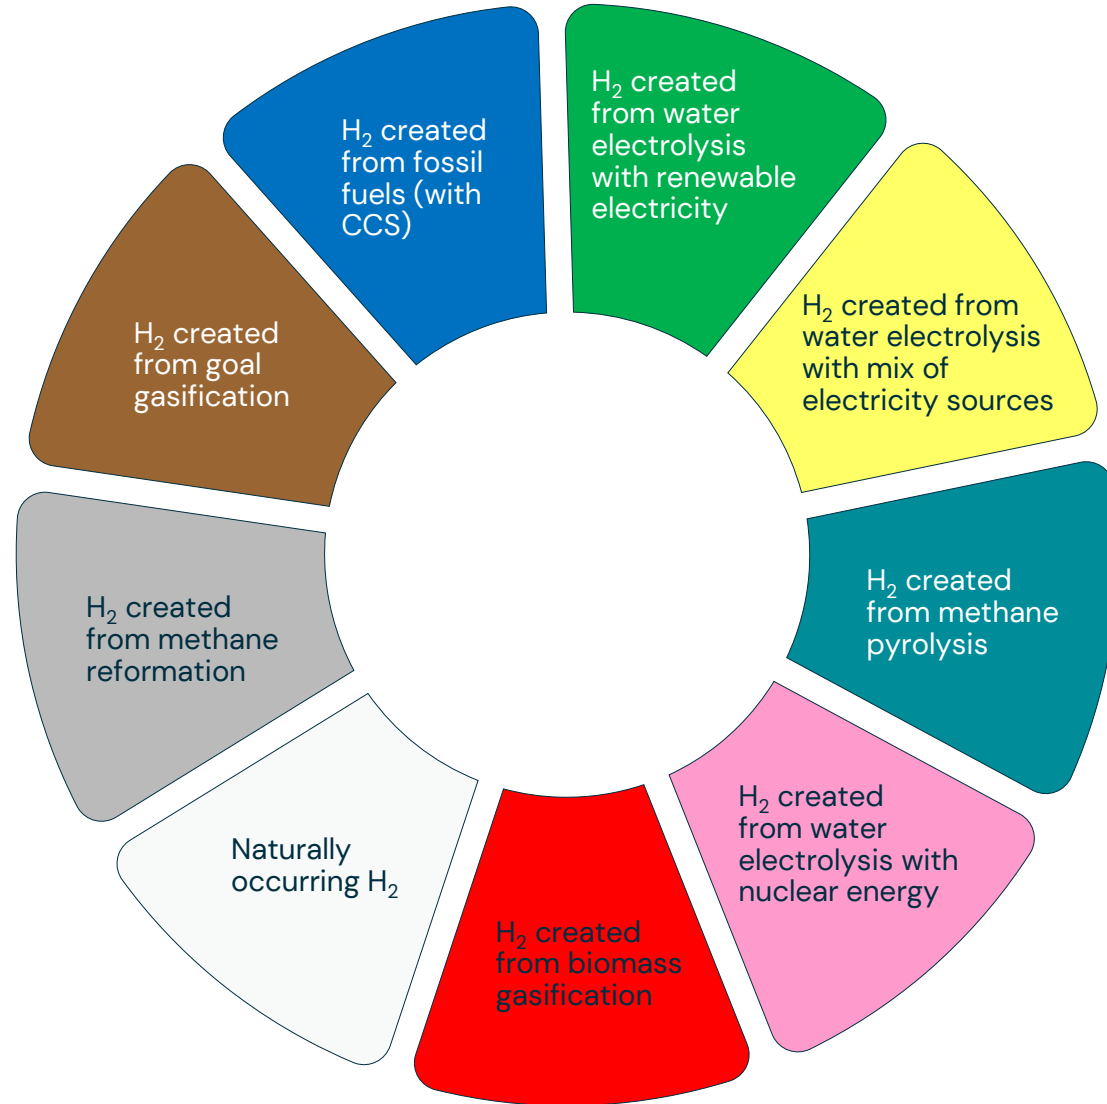 H₂ created
from water
electrolysis
with renewable
electricity
H₂ created from
water electrolysis
with mix of
electricity sources
H₂ created
from methane
pyrolysis
H₂ created
from water
electrolysis with
nuclear energy
H₂ created
from biomass
gasification
Naturally
occurring H₂
H₂ created
from methane
reformation
H₂ created
from goal
gasification
H₂ created
from fossil
fuels (with
CCS)